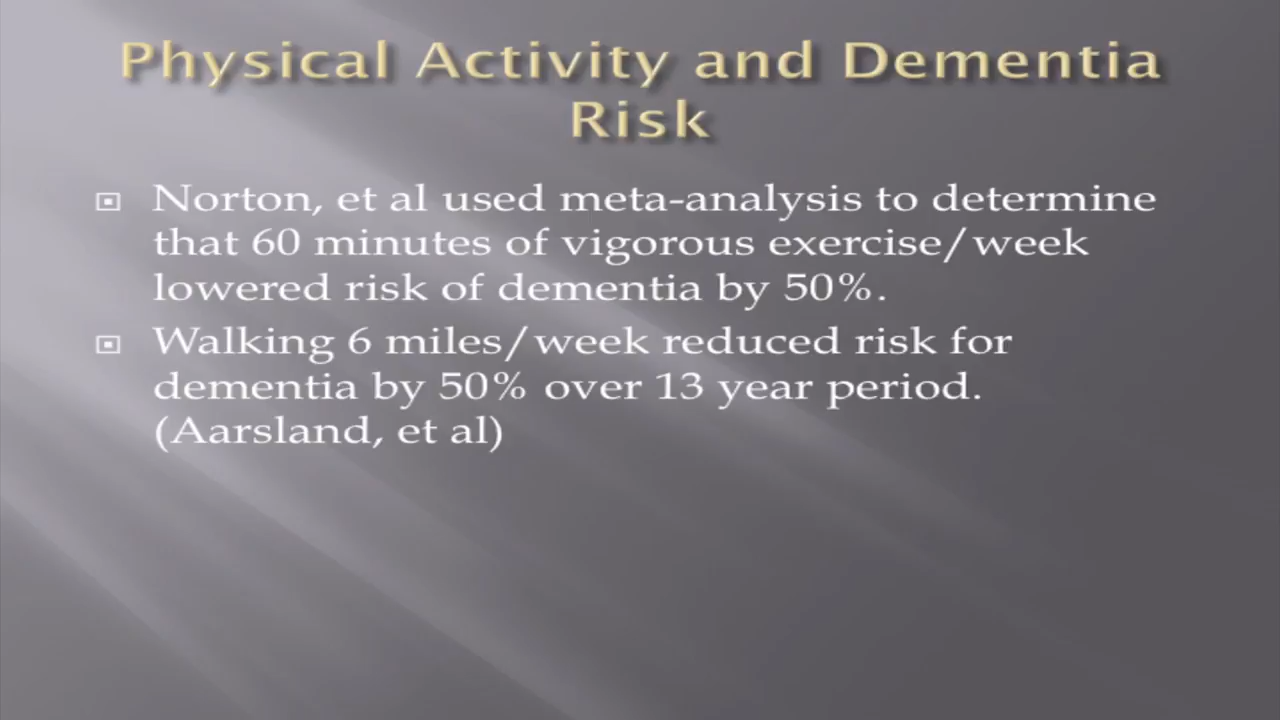 Physical Activity and Dementia
Risk
Norton, et al used meta-analysis to determine
that 60 minutes of vigorous exercise/week
lowered risk of dementia by 50%.
Walking 6 miles/week reduced risk for
dementia by 50% over 13 year period.
(Aarsland, et al)